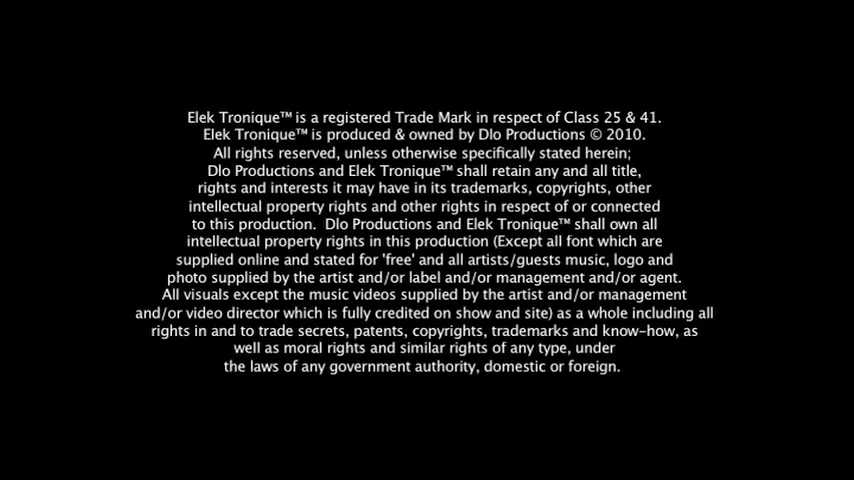 Elek Tronique™ is a registered Trade Mark in respect of Class 25 & 41.
Elek Tronique™ is produced & owned by Dlo Productions © 2010.
All rights reserved, unless otherwise specifically stated herein;
Dlo Productions and Elek Tronique™ shall retain any and all title,
rights and interests it may have in its trademarks, copyrights, other
intellectual property rights and other rights in respect of or connected
to this production.  Dlo Productions and Elek Tronique™ shall own all
intellectual property rights in this production (Except all font which are
supplied online and stated for 'free' and all artists/guests music, logo and
photo supplied by the artist and/or label and/or management and/or agent.
All visuals except the music videos supplied by the artist and/or management
and/or video director which is fully credited on show and site) as a whole including all
rights in and to trade secrets, patents, copyrights, trademarks and know-how, as
well as moral rights and similar rights of any type, under
the laws of any government authority, domestic or foreign.